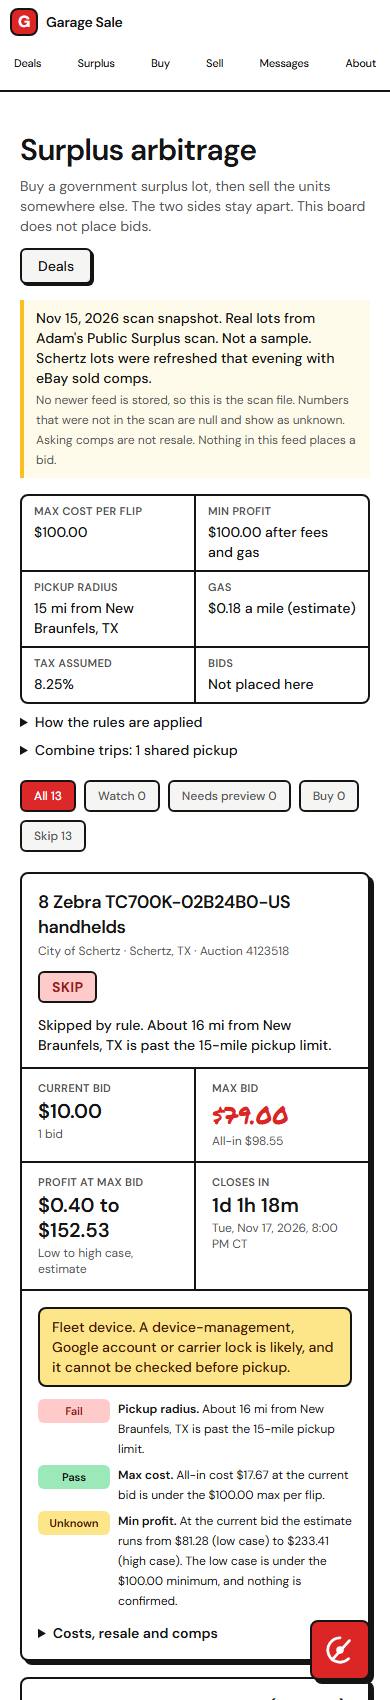 G Garage Sale
Deals Surplus Buy Sell Messages About
Surplus arbitrage
Buy a government surplus lot, then sell the units
somewhere else. The two sides stay apart. This board
does not place bids.
Deals
Nov 15, 2026 scan snapshot. Real lots from
Adam's Public Surplus scan. Not a sample.
Schertz lots were refreshed that evening with
eBay sold comps.
No newer feed is stored, so this is the scan file. Numbers
that were not in the scan are null and show as unknown.
Asking comps are not resale. Nothing in this feed places a
bid.
MAX COST PER FLIP
$100.00
MIN PROFIT
$100.00 after fees
and gas
PICKUP RADIUS
15 mi from New
Braunfels, TX
GAS
$0.18 a mile (estimate)
TAX ASSUMED
8.25%
BIDS
Not placed here
▶ How the rules are applied
▶ Combine trips: 1 shared pickup
All 13 Watch 0 Needs preview 0 Buy 0
Skip 13
8 Zebra TC700K-02B24B0-US
handhelds
City of Schertz · Schertz, TX · Auction 4123518
SKIP
Skipped by rule. About 16 mi from New
Braunfels, TX is past the 15-mile pickup limit.
CURRENT BID
$10.00
1 bid
MAX BID
$79.00
All-in $98.55
PROFIT AT MAX BID
$0.40 to
$152.53
Low to high case,
estimate
CLOSES IN
1d 1h 18m
Tue, Nov 17, 2026, 8:00
PM CT
Fleet device. A device-management,
Google account or carrier lock is likely, and
it cannot be checked before pickup.
Fail
Pickup radius. About 16 mi from New
Braunfels, TX is past the 15-mile pickup
limit.
Pass
Max cost. All-in cost $17.67 at the current
bid is under the $100.00 max per flip.
Unknown
Min profit. At the current bid the estimate
runs from $81.28 (low case) to $233.41
(high case). The low case is under the
$100.00 minimum, and nothing is
confirmed.
▶ Costs, resale and comps